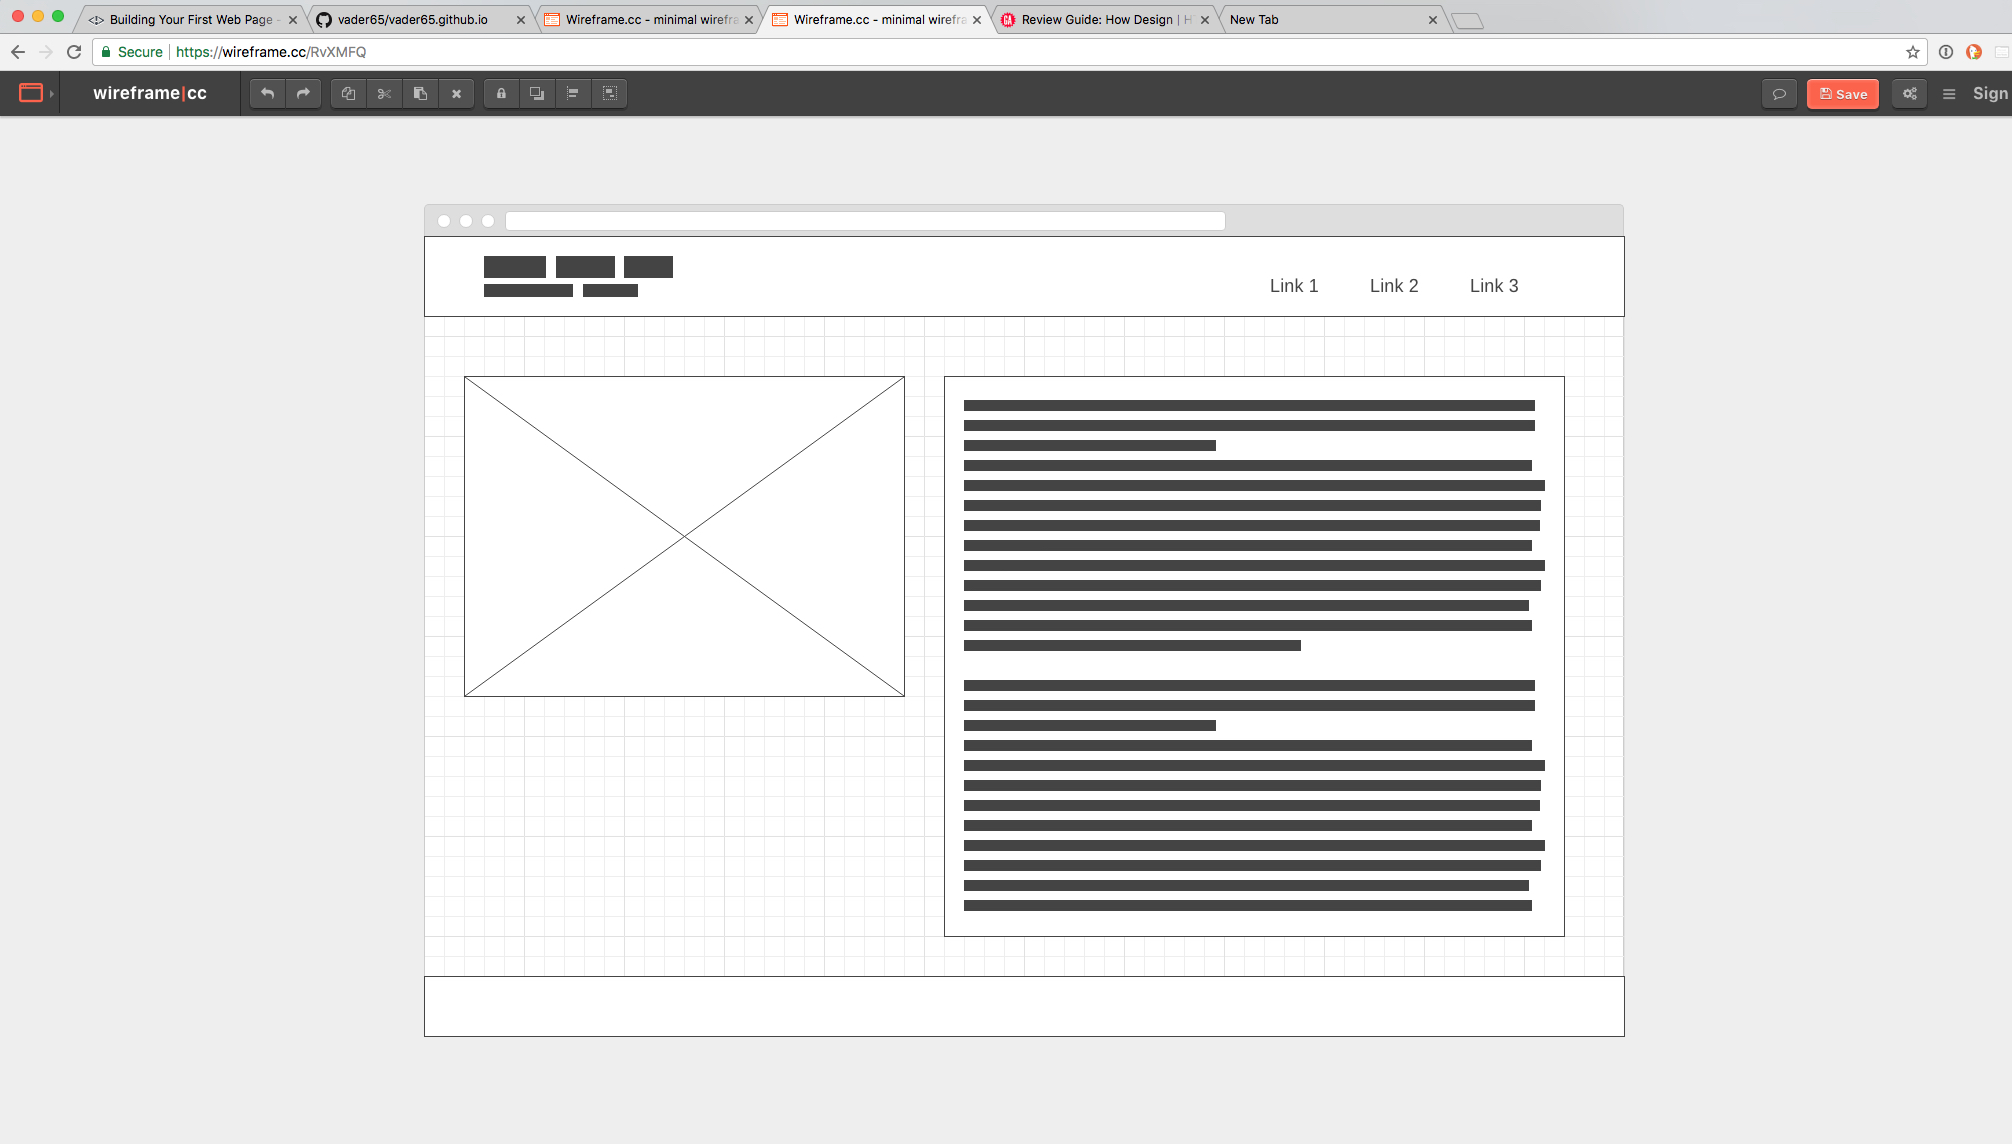 Building Your First Web Page -
vader65/vader65.github.io
Wireframe.cc - minimal wirefra
Wireframe.cc - minimal wirefra
Review Guide: How Design | H
New Tab
Secure
https://wireframe.cc/RvXMFQ
wireframe|cc
Save
Sign
Link 1
Link 2
Link 3